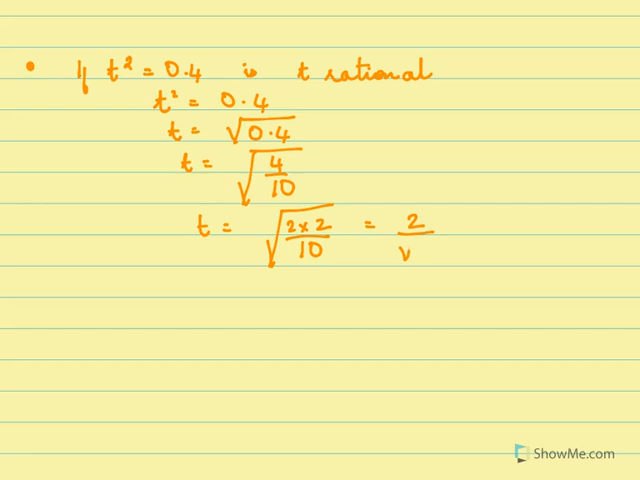 • If t² = 0.4 is t rational
t² = 0.4
t = √0.4
t = √(4/10)
t = √((2 × 2)/10) = 2/√
ShowMe.com